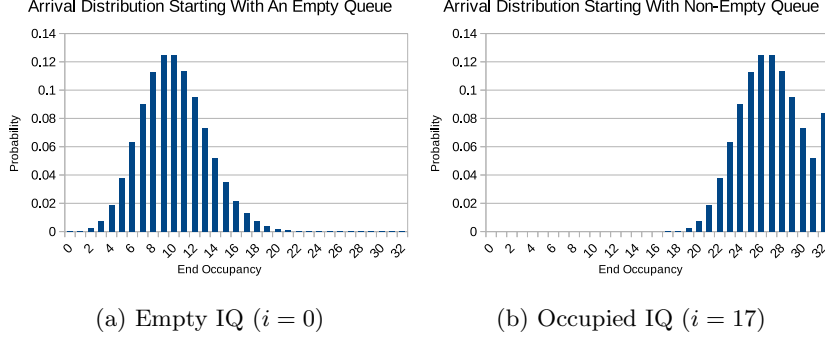 Arrival Distribution Starting With An Empty Queue
0.14
0.12
0.1
0.08
0.06
0.04
0.02
0
Probability
0 2 4 6 8 10 12 14 16 18 20 22 24 26 28 30 32
End Occupancy
(a) Empty IQ (i = 0)
Arrival Distribution Starting With Non-Empty Queue
0.14
0.12
0.1
0.08
0.06
0.04
0.02
0
Probability
0 2 4 6 8 10 12 14 16 18 20 22 24 26 28 30 32
End Occupancy
(b) Occupied IQ (i = 17)